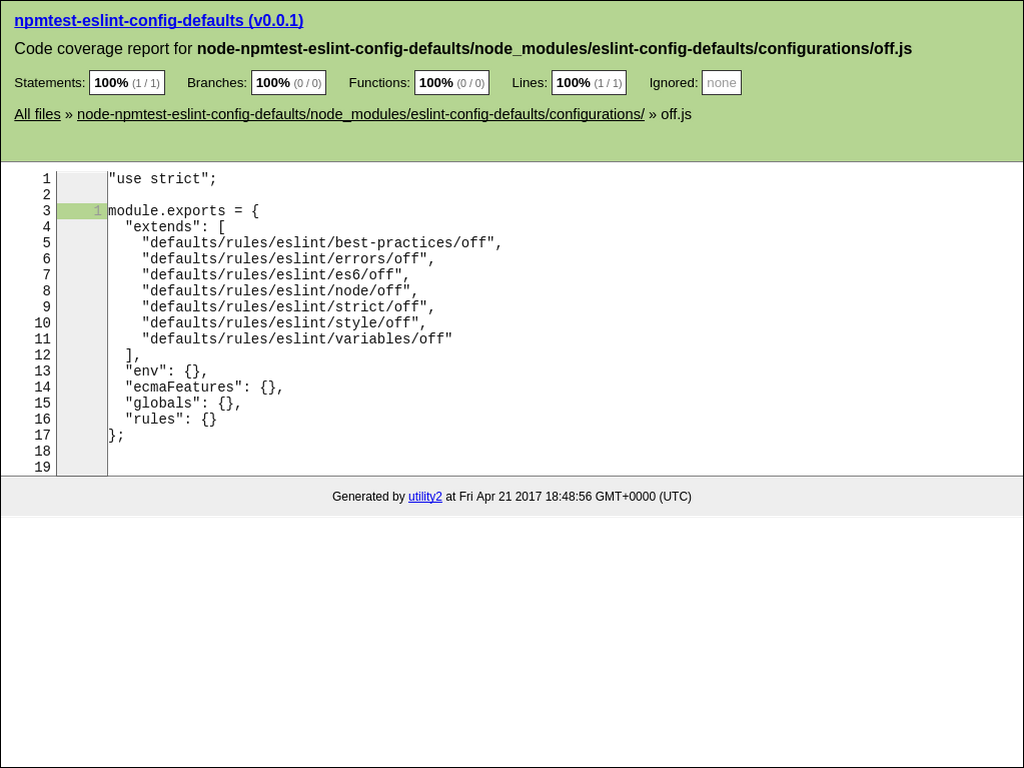 npmtest-eslint-config-defaults (v0.0.1)
Code coverage report for node-npmtest-eslint-config-defaults/node_modules/eslint-config-defaults/configurations/off.js
Statements: 100% (1 / 1) Branches: 100% (0 / 0) Functions: 100% (0 / 0) Lines: 100% (1 / 1) Ignored: none
All files » node-npmtest-eslint-config-defaults/node_modules/eslint-config-defaults/configurations/ » off.js
1 "use strict";
2
3 1 module.exports = {
4   "extends": [
5     "defaults/rules/eslint/best-practices/off",
6     "defaults/rules/eslint/errors/off",
7     "defaults/rules/eslint/es6/off",
8     "defaults/rules/eslint/node/off",
9     "defaults/rules/eslint/strict/off",
10     "defaults/rules/eslint/style/off",
11     "defaults/rules/eslint/variables/off"
12   ],
13   "env": {},
14   "ecmaFeatures": {},
15   "globals": {},
16   "rules": {}
17 };
18
19
Generated by utility2 at Fri Apr 21 2017 18:48:56 GMT+0000 (UTC)